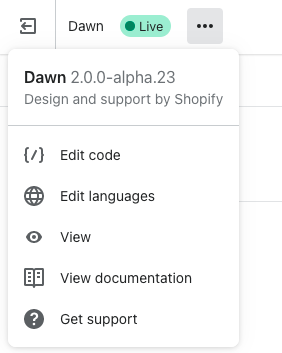 Dawn Live
Dawn 2.0.0-alpha.23
Design and support by Shopify
Edit code
Edit languages
View
View documentation
Get support